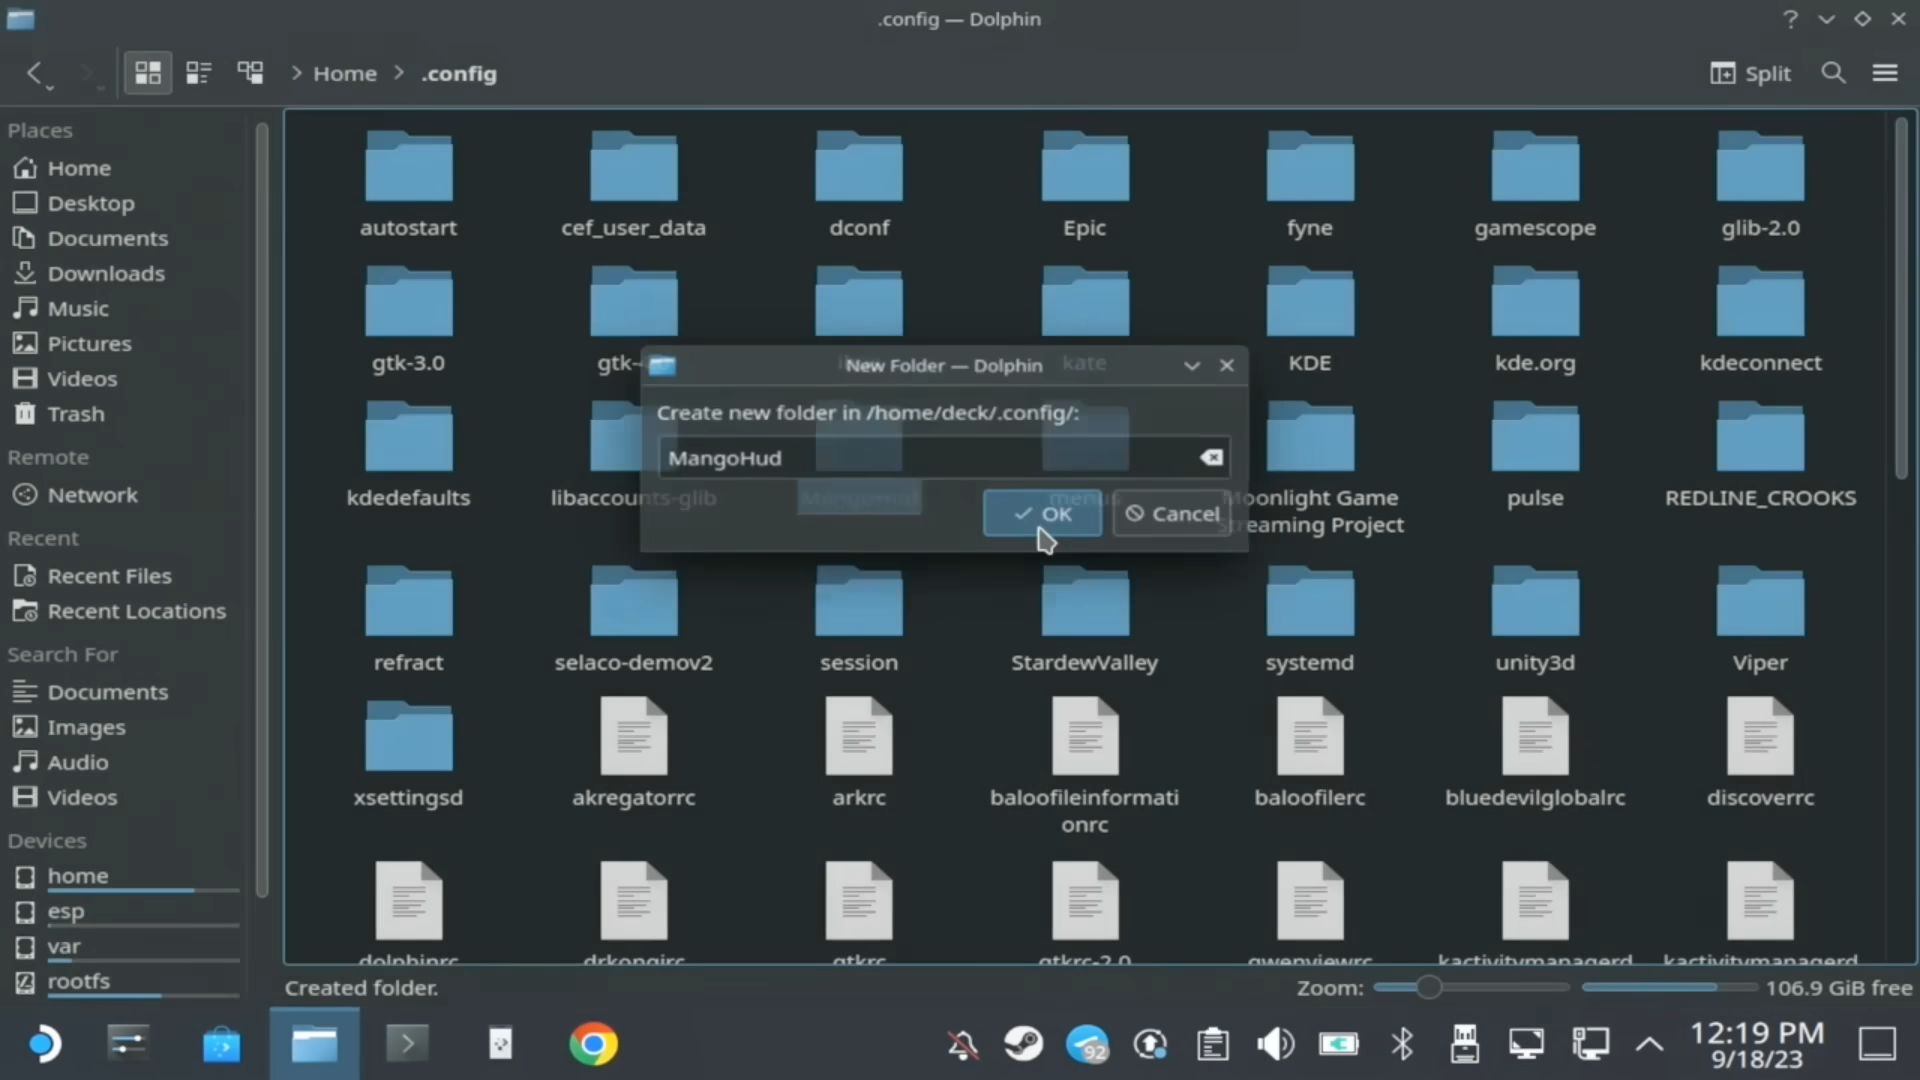 .config — Dolphin
Home
.config
Split
Places
Home
Desktop
Documents
Downloads
Music
Pictures
Videos
Trash
Remote
Network
Recent
Recent Files
Recent Locations
Search For
Documents
Images
Audio
Videos
Devices
home
esp
var
rootfs
autostart
cef_user_data
dconf
Epic
fyne
gamescope
glib-2.0
gtk-3.0
gtk-
kate
KDE
kde.org
kdeconnect
New Folder — Dolphin
Create new folder in /home/deck/.config/:
MangoHud
OK
Cancel
kdedefaults
libaccounts-glib
MangoHud
menus
Moonlight Game
Streaming Project
pulse
REDLINE_CROOKS
refract
selaco-demov2
session
StardewValley
systemd
unity3d
Viper
xsettingsd
akregatorrc
arkrc
baloofileinformati
onrc
baloofilerc
bluedevilglobalrc
discoverrc
dolphinrc
drkonqirc
gtkrc
gtkrc-2.0
gwenviewrc
kactivitymanagerd
kactivitymanagerd
Created folder.
Zoom:
106.9 GiB free
92
12:19 PM
9/18/23